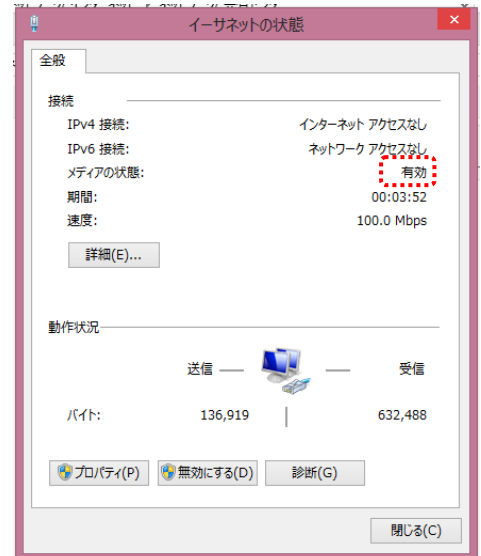 イーサネットの状態
全般
接続
IPv4 接続: インターネット アクセスなし
IPv6 接続: ネットワーク アクセスなし
メディアの状態: 有効
期間: 00:03:52
速度: 100.0 Mbps
詳細(E)...
動作状況
送信 受信
バイト: 136,919 632,488
プロパティ(P) 無効にする(D) 診断(G)
閉じる(C)